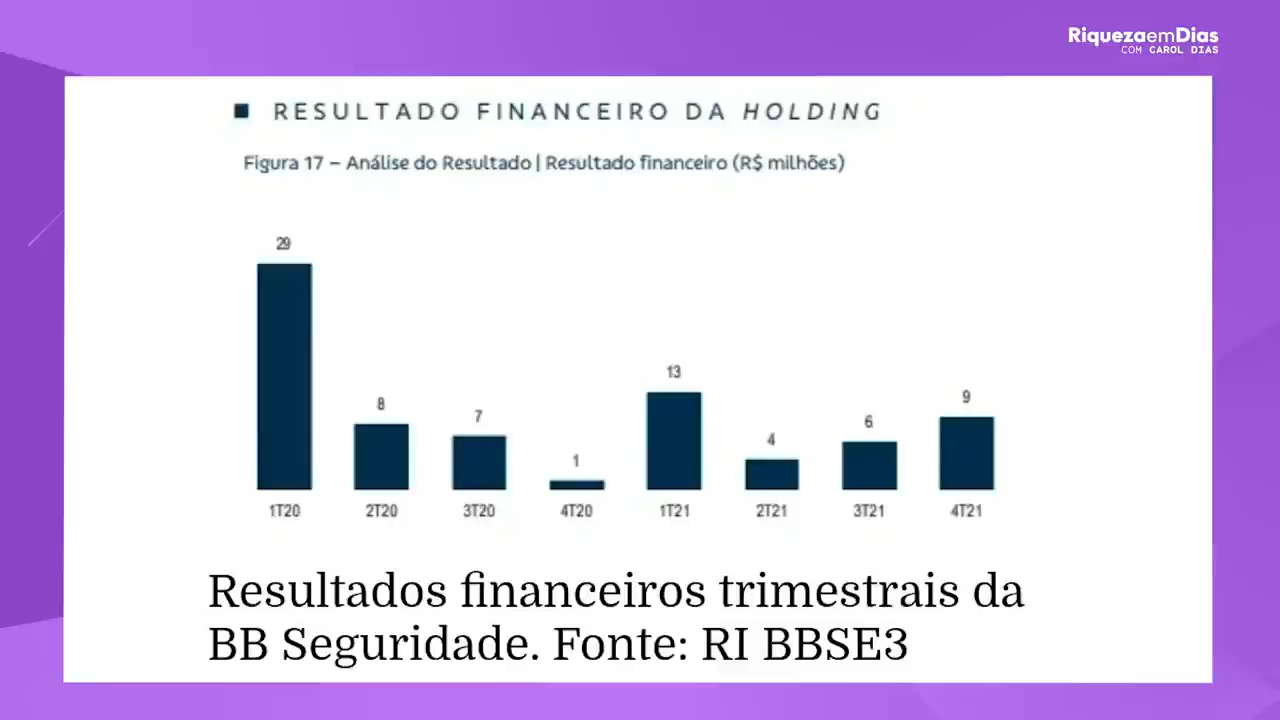 RiquezaemDias
COM CAROL DIAS
RESULTADO FINANCEIRO DA HOLDING
Figura 17 – Análise do Resultado | Resultado financeiro (R$ milhões)
29
13
9
8
7
6
4
1
1T20 2T20 3T20 4T20 1T21 2T21 3T21 4T21
Resultados financeiros trimestrais da
BB Seguridade. Fonte: RI BBSE3